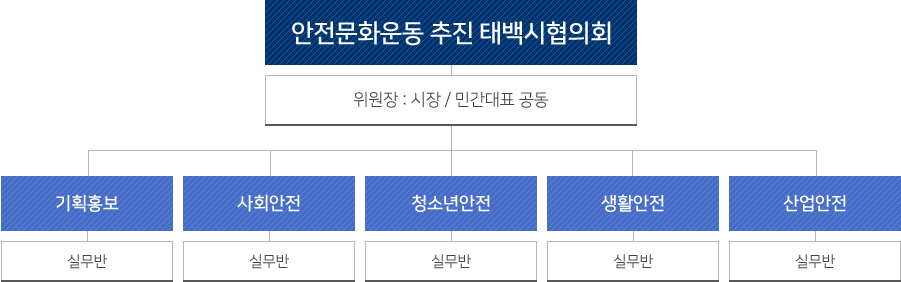 안전문화운동 추진 태백시협의회
위원장 : 시장 / 민간대표 공동
기획홍보
사회안전
청소년안전
생활안전
산업안전
실무반
실무반
실무반
실무반
실무반